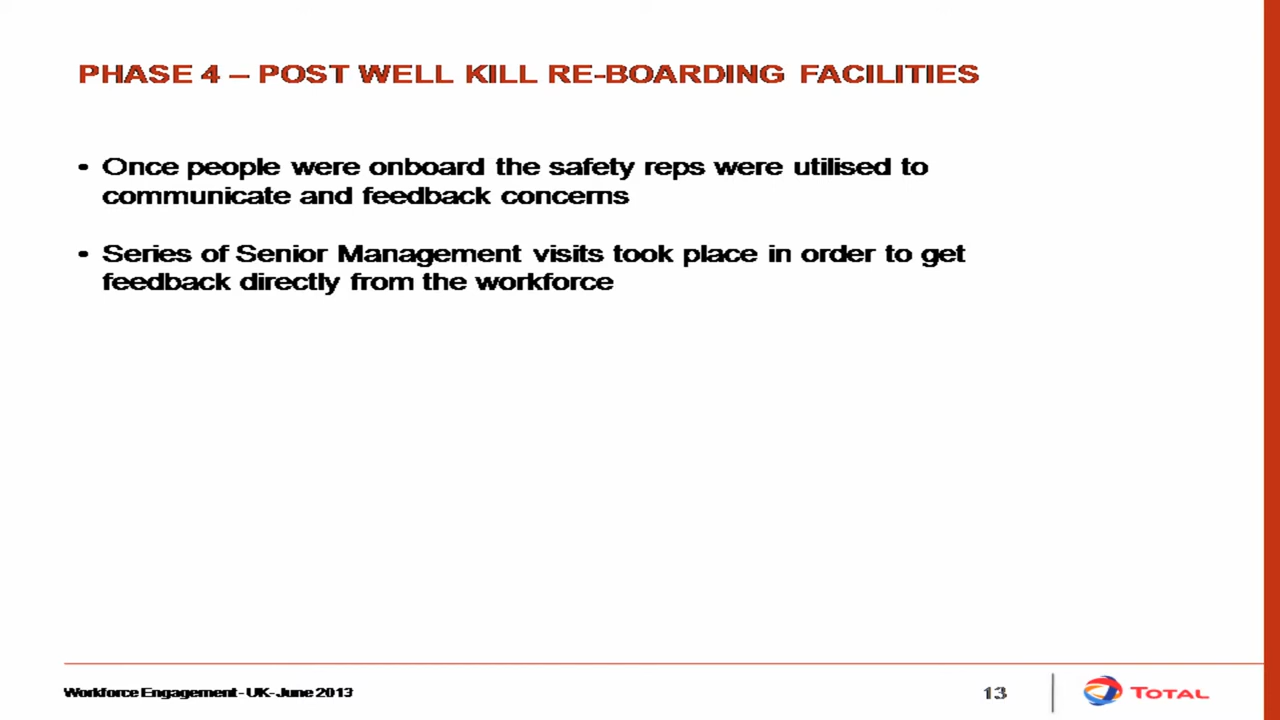 PHASE 4 – POST WELL KILL RE-BOARDING FACILITIES
• Once people were onboard the safety reps were utilised to
communicate and feedback concerns
• Series of Senior Management visits took place in order to get
feedback directly from the workforce
Workforce Engagement - UK- June 2013
13
TOTAL